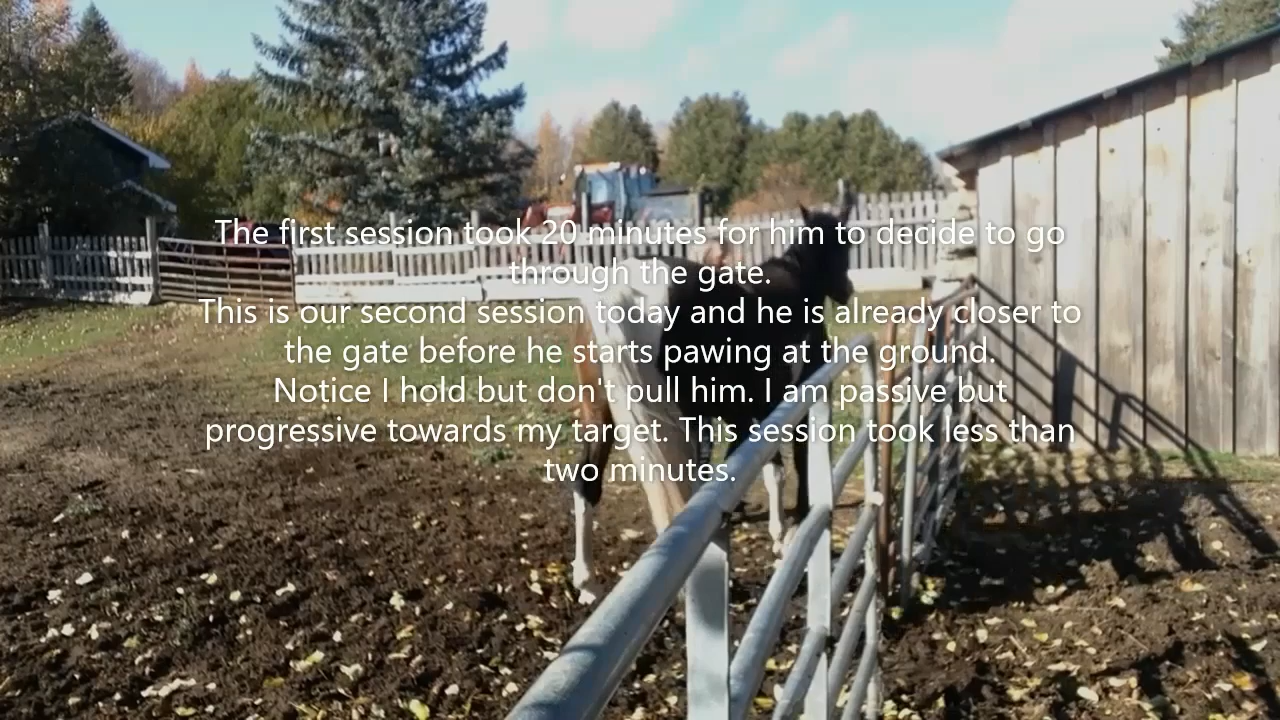 The first session took 20 minutes for him to decide to go
through the gate.
This is our second session today and he is already closer to
the gate before he starts pawing at the ground.
Notice I hold but don't pull him. I am passive but
progressive towards my target. This session took less than
two minutes.